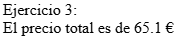 Ejercicio 3:
El precio total es de 65.1 €